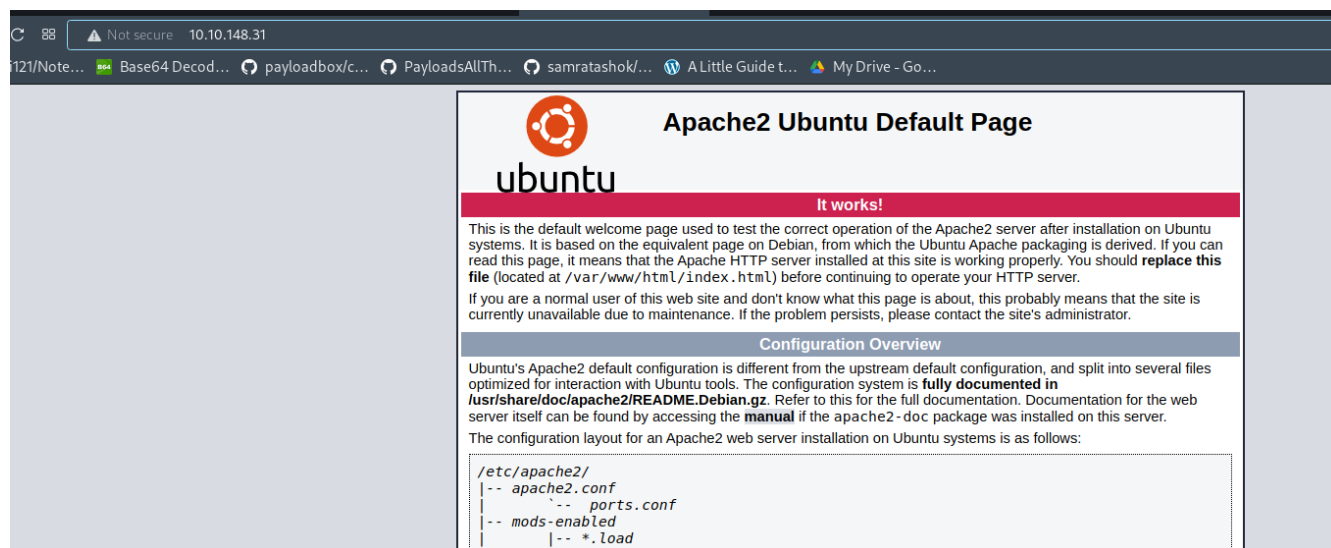 Not secure 10.10.148.31
i121/Note... B64 Base64 Decod... payloadbox/c... PayloadsAllTh... samratashok/... A Little Guide t... My Drive - Go...
ubuntu
Apache2 Ubuntu Default Page
It works!
This is the default welcome page used to test the correct operation of the Apache2 server after installation on Ubuntu
systems. It is based on the equivalent page on Debian, from which the Ubuntu Apache packaging is derived. If you can
read this page, it means that the Apache HTTP server installed at this site is working properly. You should replace this
file (located at /var/www/html/index.html) before continuing to operate your HTTP server.
If you are a normal user of this web site and don't know what this page is about, this probably means that the site is
currently unavailable due to maintenance. If the problem persists, please contact the site's administrator.
Configuration Overview
Ubuntu's Apache2 default configuration is different from the upstream default configuration, and split into several files
optimized for interaction with Ubuntu tools. The configuration system is fully documented in
/usr/share/doc/apache2/README.Debian.gz. Refer to this for the full documentation. Documentation for the web
server itself can be found by accessing the manual if the apache2-doc package was installed on this server.
The configuration layout for an Apache2 web server installation on Ubuntu systems is as follows:
/etc/apache2/
|-- apache2.conf
|       `--  ports.conf
|-- mods-enabled
|       |-- *.load